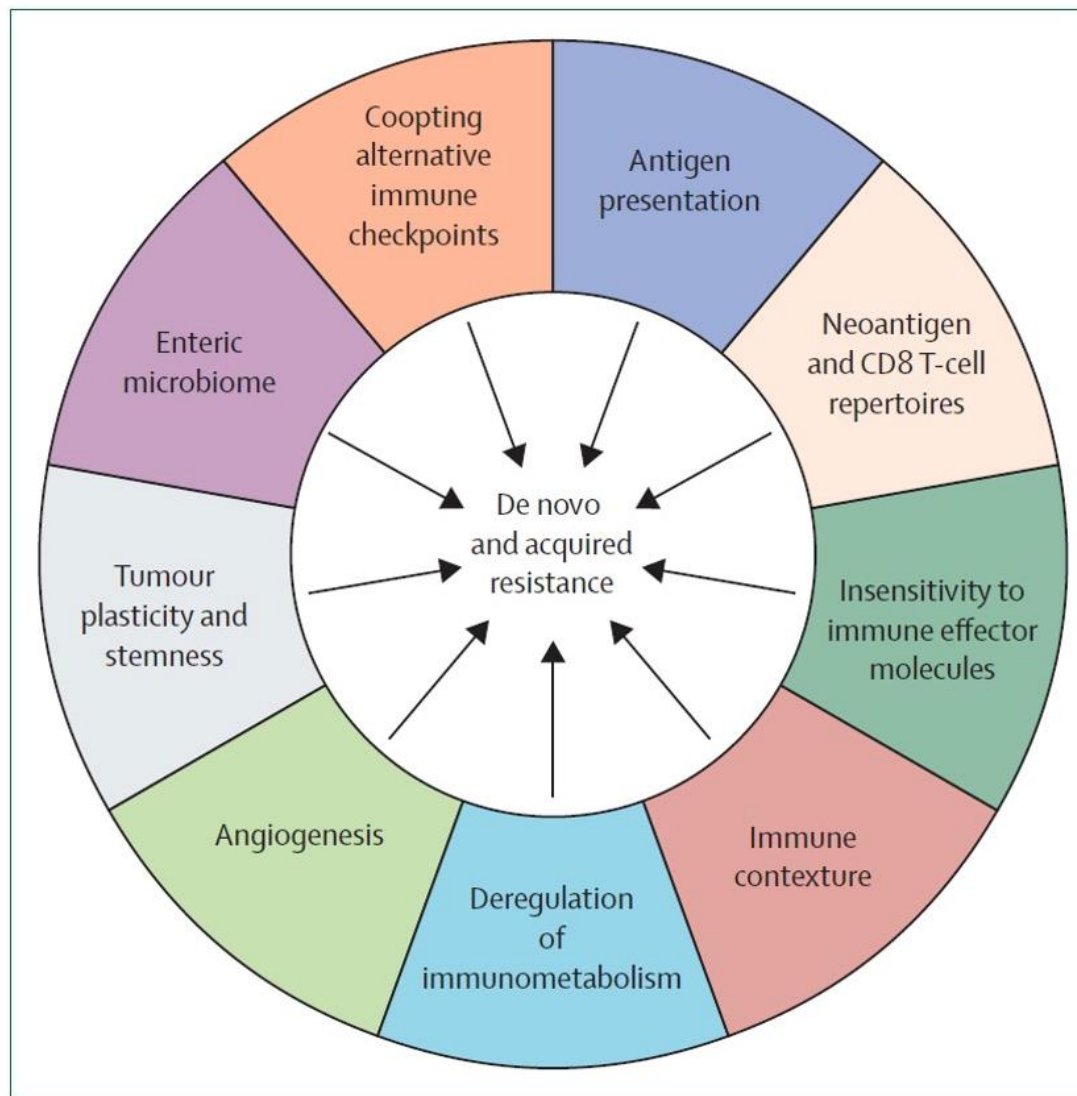 Coopting
alternative
immune
checkpoints
Antigen
presentation
Neoantigen
and CD8 T-cell
repertoires
Enteric
microbiome
De novo
and acquired
resistance
Tumour
plasticity and
stemness
Insensitivity to
immune effector
molecules
Angiogenesis
Immune
contexture
Deregulation
of
immunometabolism